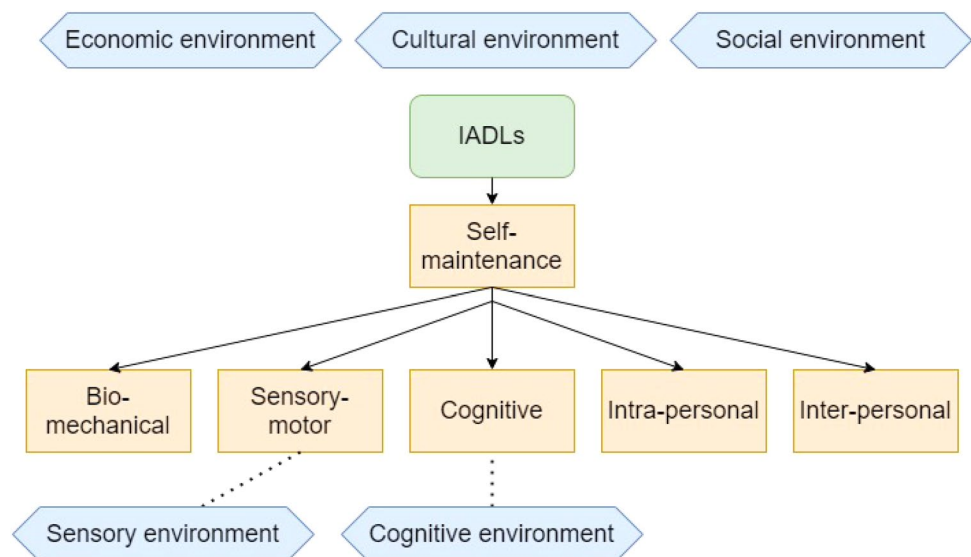 Economic environment
Cultural environment
Social environment
IADLs
Self-
maintenance
Bio-
mechanical
Sensory-
motor
Cognitive
Intra-personal
Inter-personal
Sensory environment
Cognitive environment